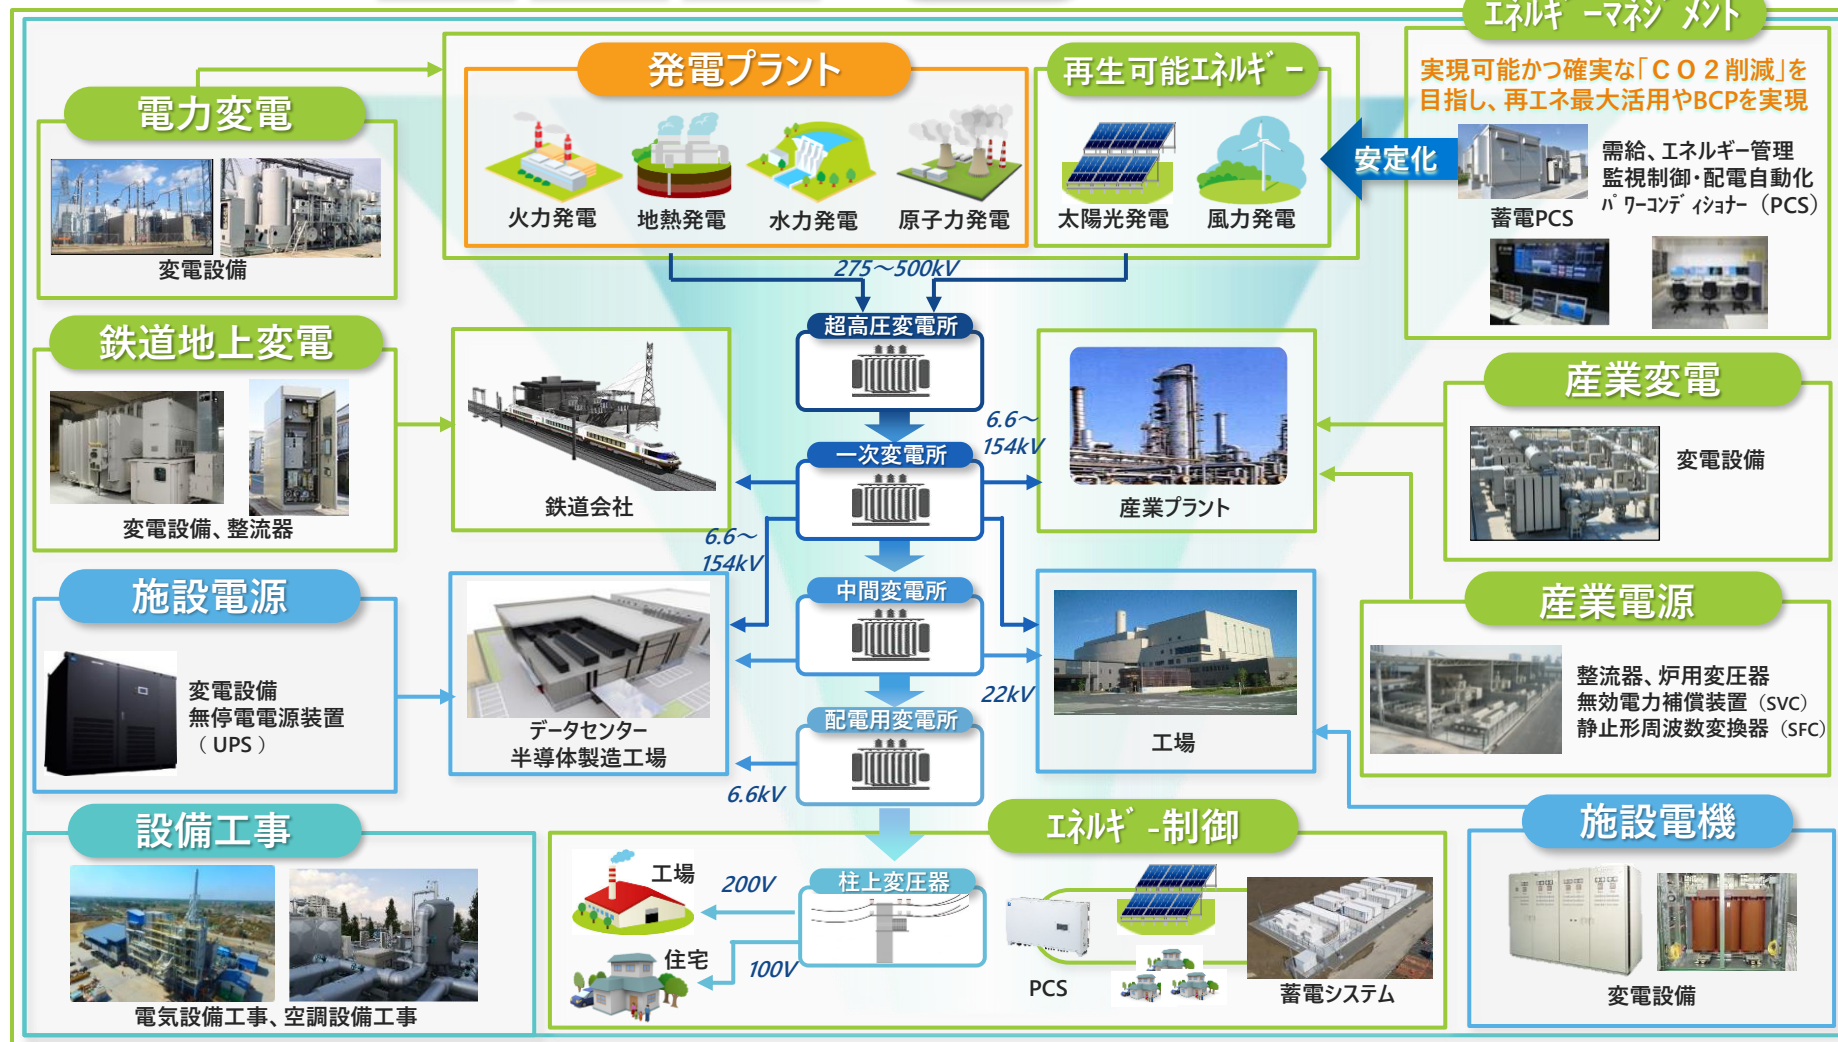 エネルギーマネジメント
実現可能かつ確実な「CO2削減」を
目指し、再エネ最大活用やBCPを実現
需給、エネルギー管理
監視制御・配電自動化
パワーコンディショナー（PCS）
蓄電PCS
安定化
発電プラント
火力発電
地熱発電
水力発電
原子力発電
再生可能エネルギー
太陽光発電
風力発電
電力変電
変電設備
275～500kV
超高圧変電所
鉄道地上変電
変電設備、整流器
鉄道会社
一次変電所
6.6～
154kV
産業プラント
産業変電
変電設備
6.6～
154kV
施設電源
変電設備
無停電電源装置
（UPS）
データセンター
半導体製造工場
中間変電所
22kV
工場
産業電源
整流器、炉用変圧器
無効電力補償装置（SVC）
静止形周波数変換器（SFC）
配電用変電所
6.6kV
設備工事
電気設備工事、空調設備工事
工場
200V
柱上変圧器
住宅
100V
エネルギー制御
PCS
蓄電システム
施設電機
変電設備